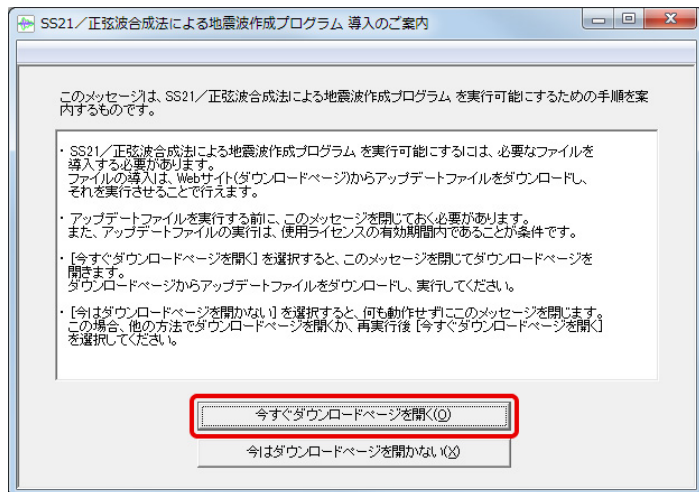 SS21／正弦波合成法による地震波作成プログラム 導入のご案内
このメッセージは、SS21／正弦波合成法による地震波作成プログラム を実行可能にするための手順を案
内するものです。
・SS21／正弦波合成法による地震波作成プログラム を実行可能にするには、必要なファイルを
導入する必要があります。
ファイルの導入は、Webサイト(ダウンロードページ)からアップデートファイルをダウンロードし、
それを実行させることで行えます。
・アップデートファイルを実行する前に、このメッセージを閉じておく必要があります。
また、アップデートファイルの実行は、使用ライセンスの有効期間内であることが条件です。
・[今すぐダウンロードページを開く] を選択すると、このメッセージを閉じてダウンロードページを
開きます。
ダウンロードページからアップデートファイルをダウンロードし、実行してください。
・[今はダウンロードページを開かない] を選択すると、何も動作せずにこのメッセージを閉じます。
この場合、他の方法でダウンロードページを開くか、再実行後 [今すぐダウンロードページを開く]
を選択してください。
今すぐダウンロードページを開く(O)
今はダウンロードページを開かない(X)